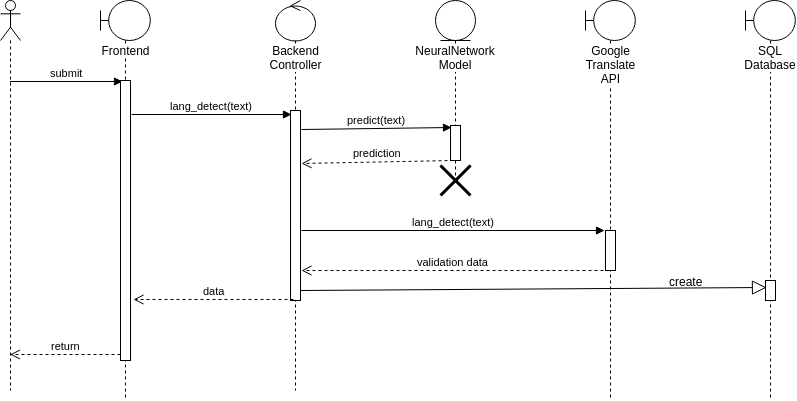 Frontend
Backend
Controller
NeuralNetwork
Model
Google
Translate
API
SQL
Database
submit
lang_detect(text)
predict(text)
prediction
lang_detect(text)
validation data
create
data
return